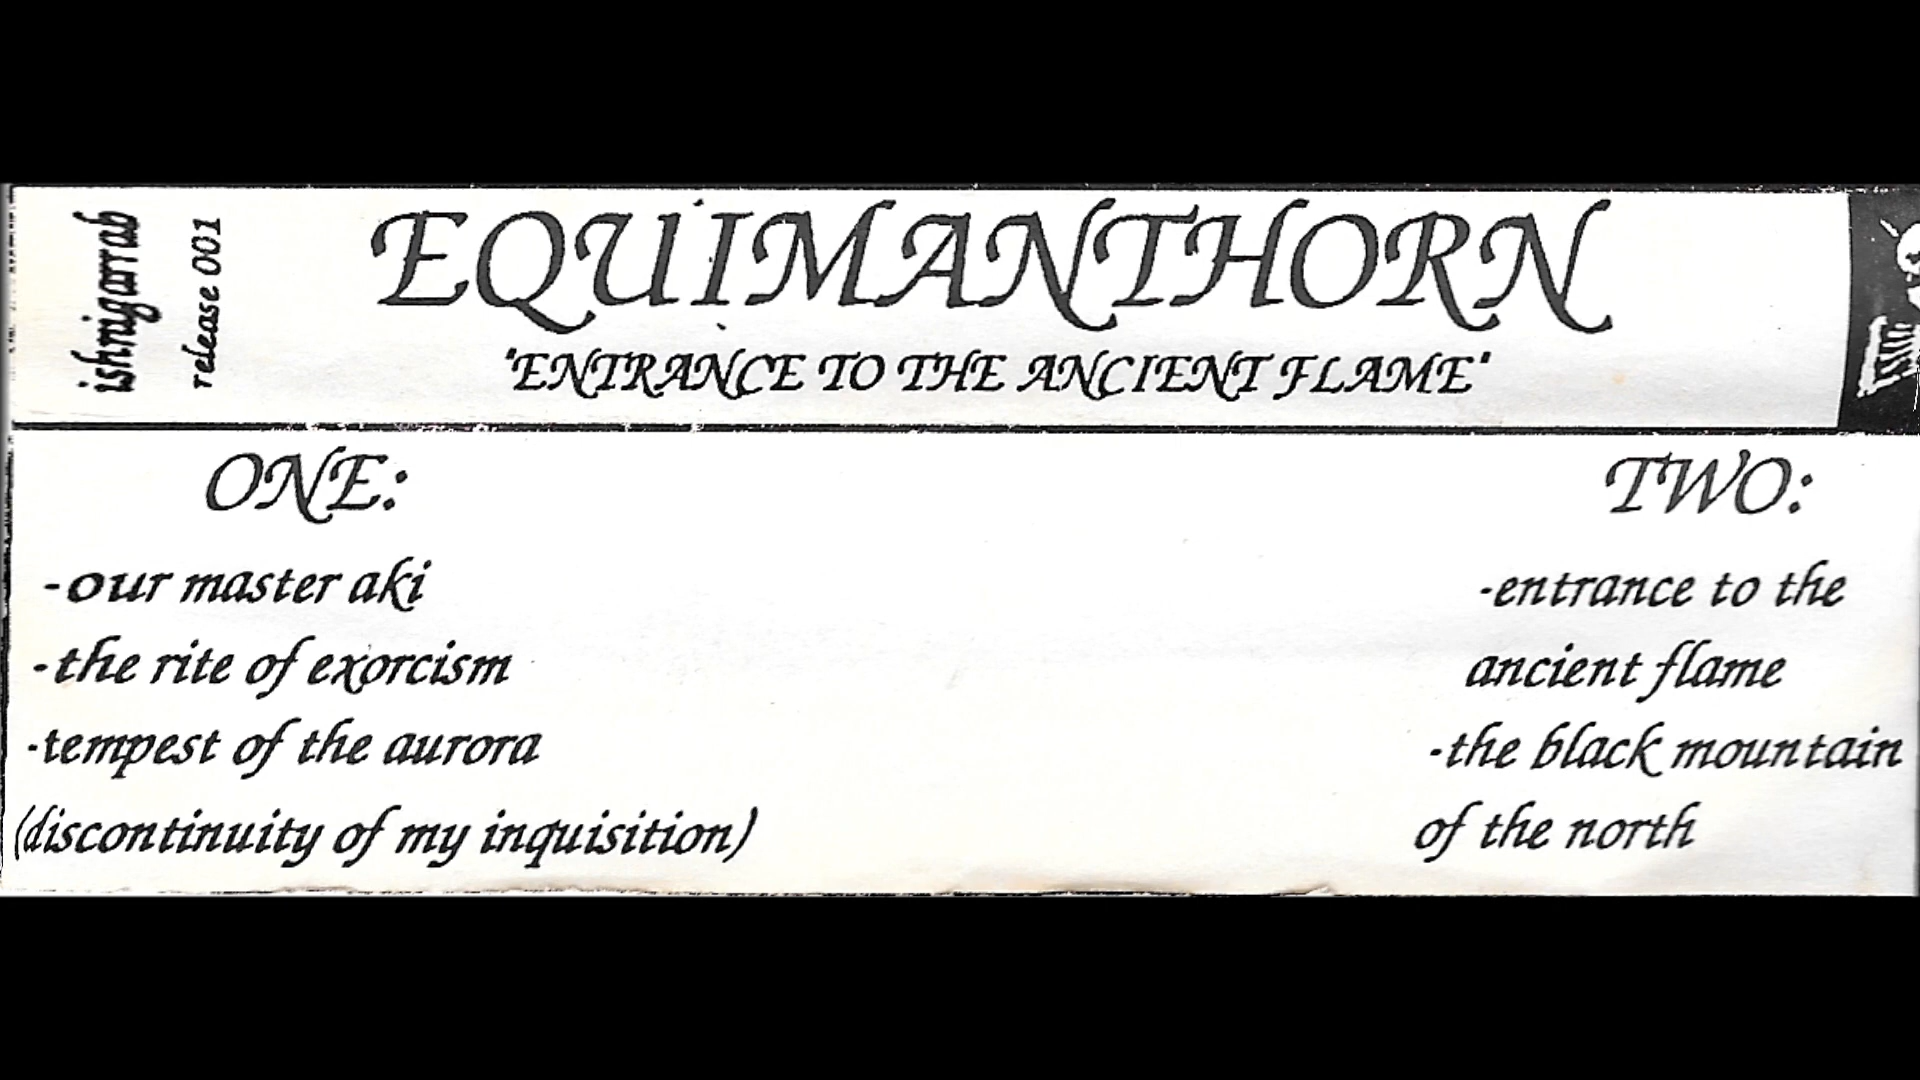 ishnigarrab
release 001
EQUIMANTHORN
"ENTRANCE TO THE ANCIENT FLAME"
ONE:
-our master aki
-the rite of exorcism
-tempest of the aurora
(discontinuity of my inquisition)
TWO:
-entrance to the
ancient flame
-the black mountain
of the north